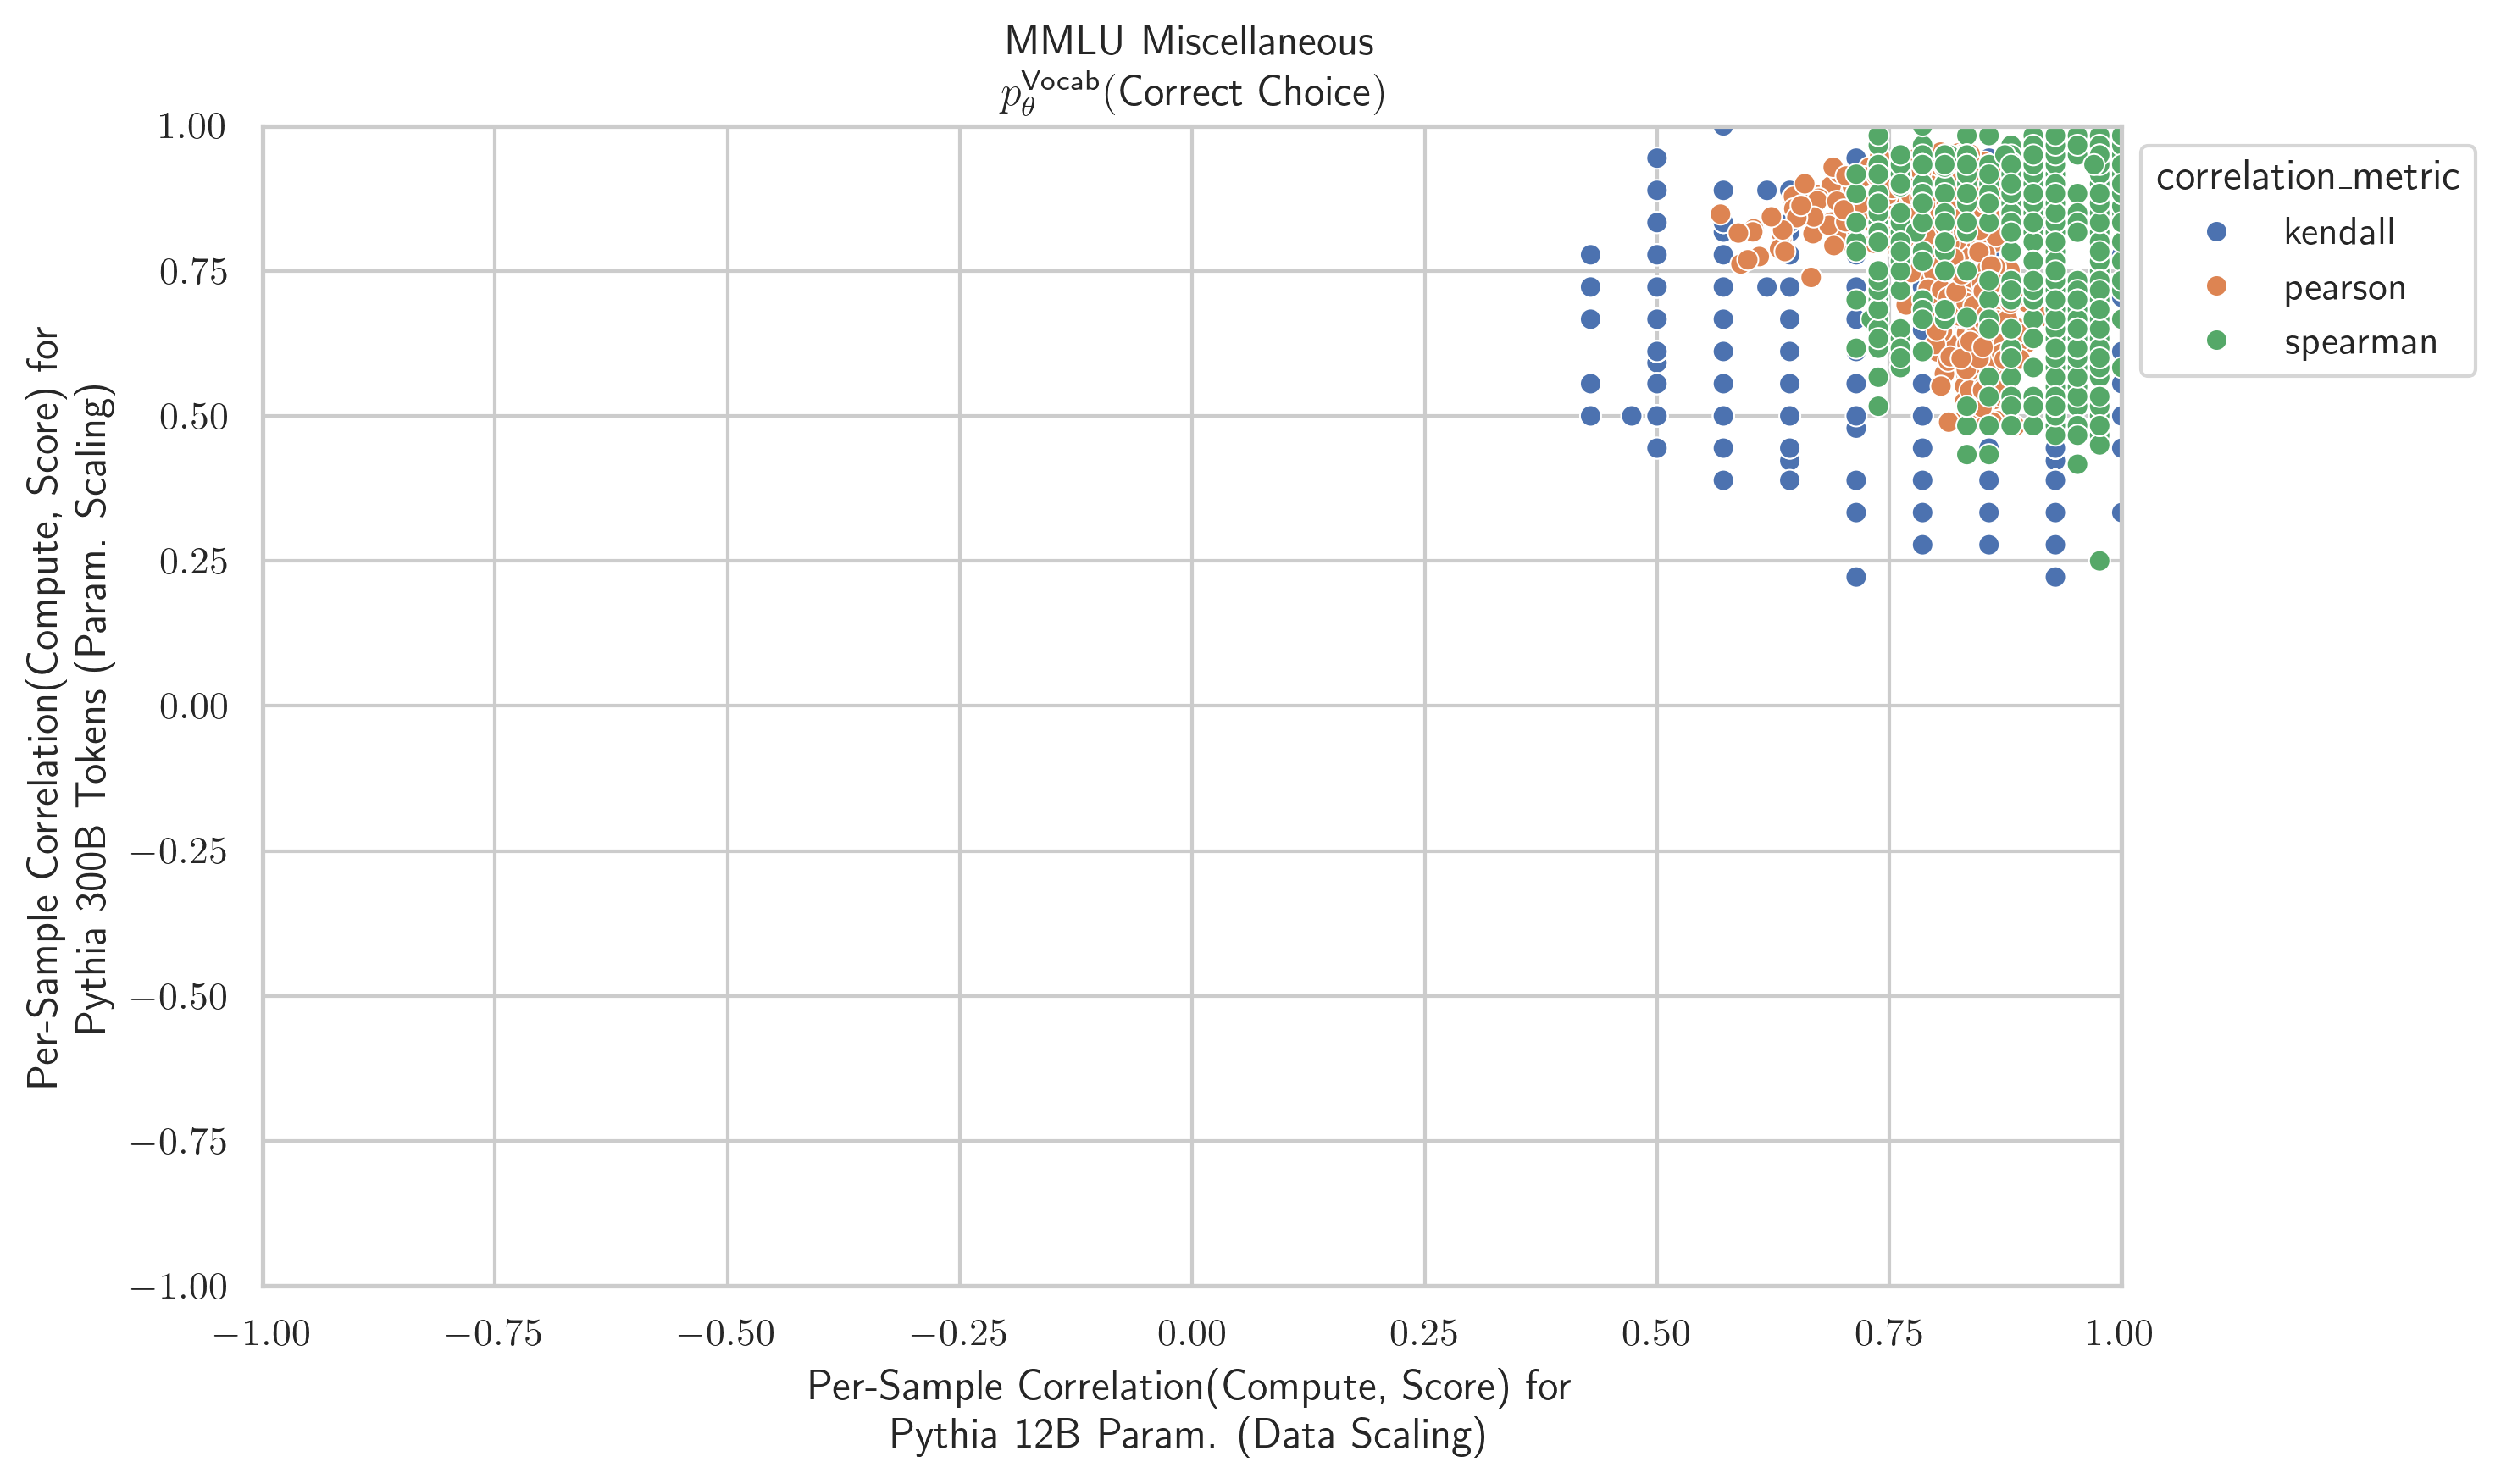 MMLU Miscellaneous
p_θ^Vocab(Correct Choice)
1.00
0.75
0.50
0.25
0.00
−0.25
−0.50
−0.75
−1.00
Per-Sample Correlation(Compute, Score) for
Pythia 300B Tokens (Param. Scaling)
correlation_metric
kendall
pearson
spearman
−1.00 −0.75 −0.50 −0.25 0.00 0.25 0.50 0.75 1.00
Per-Sample Correlation(Compute, Score) for
Pythia 12B Param. (Data Scaling)